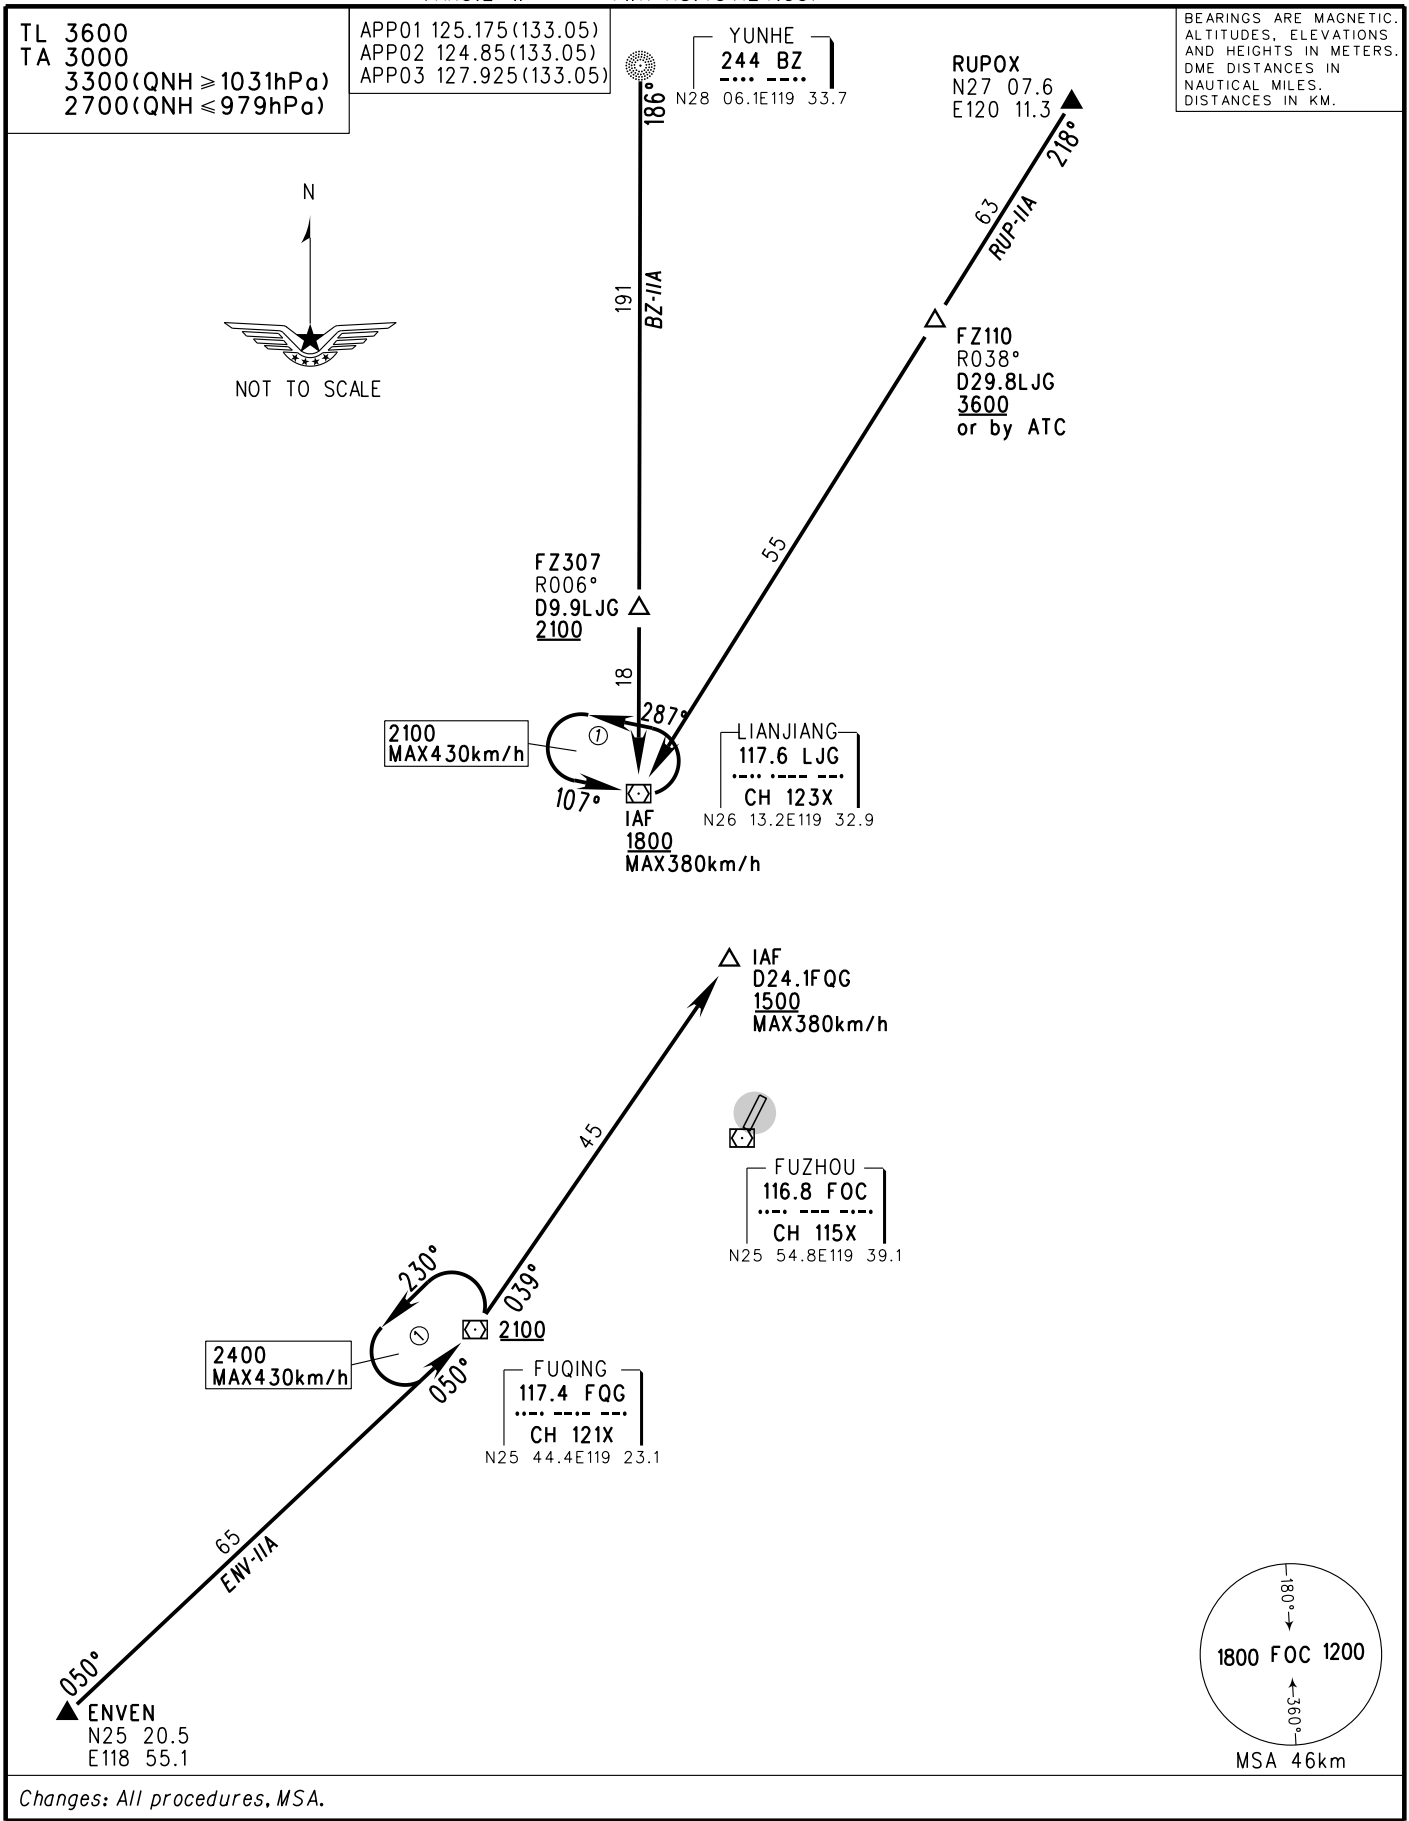 TL 3600
TA 3000
3300(QNH ≥ 1031hPa)
2700(QNH ≤ 979hPa)
APP01 125.175(133.05)
APP02 124.85(133.05)
APP03 127.925(133.05)
YUNHE
244 BZ
N28 06.1E119 33.7
RUPOX
N27 07.6
E120 11.3
BEARINGS ARE MAGNETIC.
ALTITUDES, ELEVATIONS
AND HEIGHTS IN METERS.
DME DISTANCES IN
NAUTICAL MILES.
DISTANCES IN KM.
186°
218°
N
NOT TO SCALE
63
RUP-IIA
191
BZ-IIA
FZ110
R038°
D29.8LJG
3600
or by ATC
55
FZ307
R006°
D9.9LJG
2100
18
287°
①
2100
MAX430km/h
107°
LIANJIANG
117.6 LJG
CH 123X
N26 13.2E119 32.9
IAF
1800
MAX380km/h
IAF
D24.1FQG
1500
MAX380km/h
45
FUZHOU
116.8 FOC
CH 115X
N25 54.8E119 39.1
230°
039°
①
2100
2400
MAX430km/h
050°
FUQING
117.4 FQG
CH 121X
N25 44.4E119 23.1
65
ENV-IIA
050°
ENVEN
N25 20.5
E118 55.1
180°
1800 FOC 1200
360°
MSA 46km
Changes: All procedures, MSA.